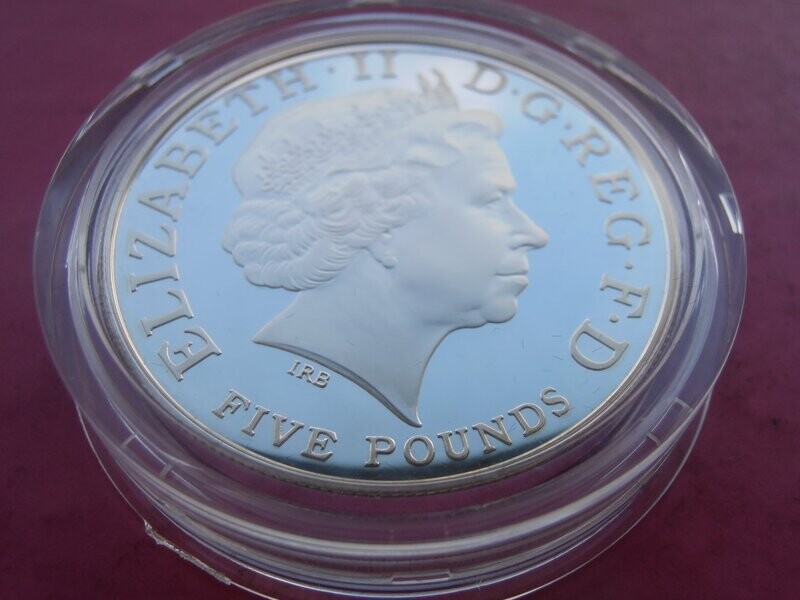 ELIZABETH·II D·G·REG·F·D
FIVE POUNDS
IRB